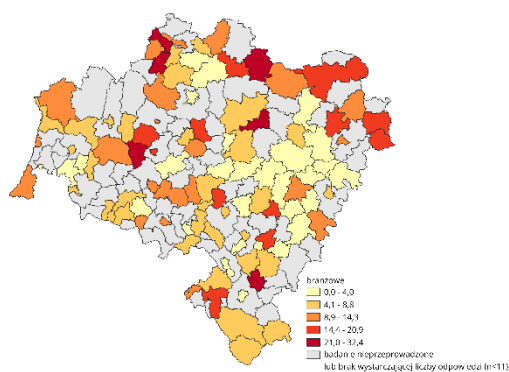 branżowe
0,0 - 4,0
4,1 - 8,8
8,9 - 14,3
14,4 - 20,9
21,0 - 32,4
badanie nieprzeprowadzone
lub brak wystarczającej liczby odpowiedzi (n<11)